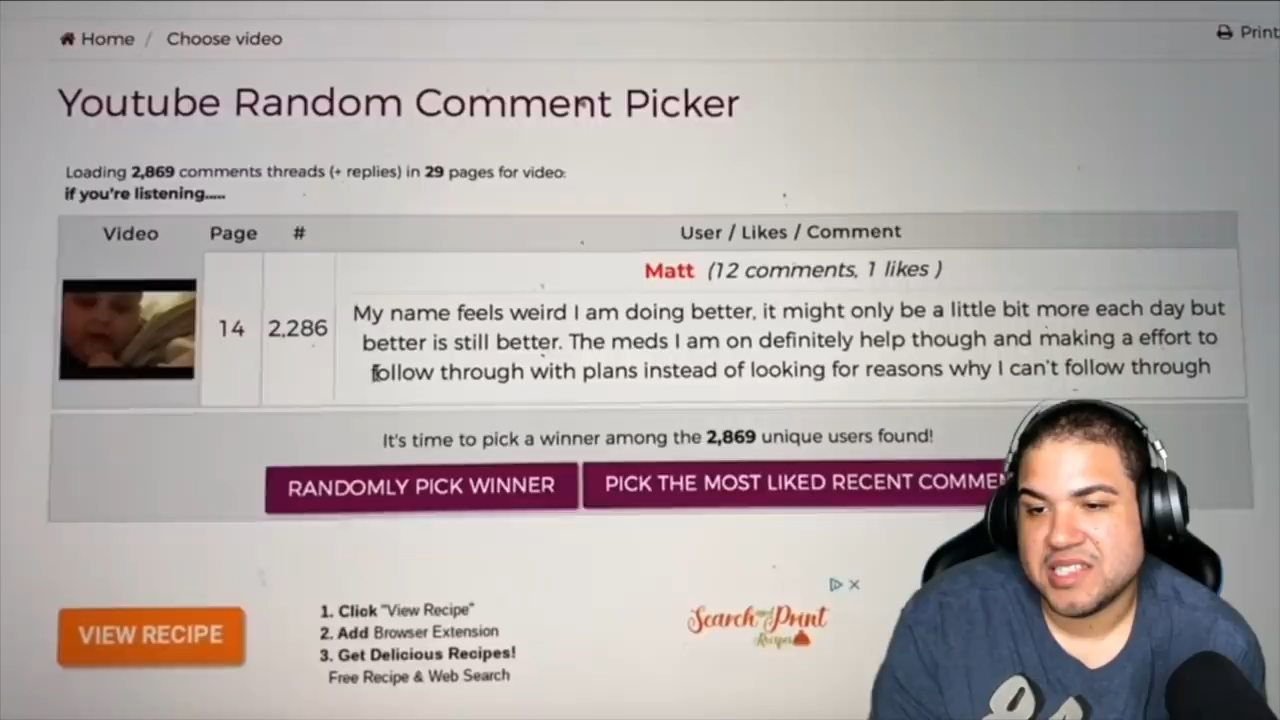 Home / Choose video
Print
Youtube Random Comment Picker
Loading 2,869 comments threads (+ replies) in 29 pages for video:
if you're listening.....
Video Page # User / Likes / Comment
Matt (12 comments, 1 likes )
14 2,286
My name feels weird I am doing better, it might only be a little bit more each day but
better is still better. The meds I am on definitely help though and making a effort to
follow through with plans instead of looking for reasons why I can't follow through
It's time to pick a winner among the 2,869 unique users found!
RANDOMLY PICK WINNER
PICK THE MOST LIKED RECENT COMMEN
VIEW RECIPE
1. Click "View Recipe"
2. Add Browser Extension
3. Get Delicious Recipes!
Free Recipe & Web Search
Search and Print
Recipes